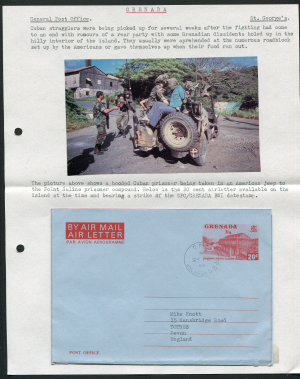 GRENADA
General Post Office. St. George's.
Cuban stragglers were being picked up for several weeks after the fighting had come
to an end with rumours of a rear party with some Grenadian dissidents holed up in the
hilly interior of the island. They usually were aprehended at the numerous roadblock
set up by the Americans or gave themselves up when their food ran out.
The picture above shows a hooded Cuban prisoner being taken in an American jeep to
the Point Saline prisoner compound. Below is the 20 cent airletter available on the
island at the time and bearing a strike of the GPO/GRENADA datestamp.
BY AIR MAIL
AIR LETTER
PAR AVION AEROGRAMME
GRENADA
20c
Mike Knott
Devon
England
POST OFFICE